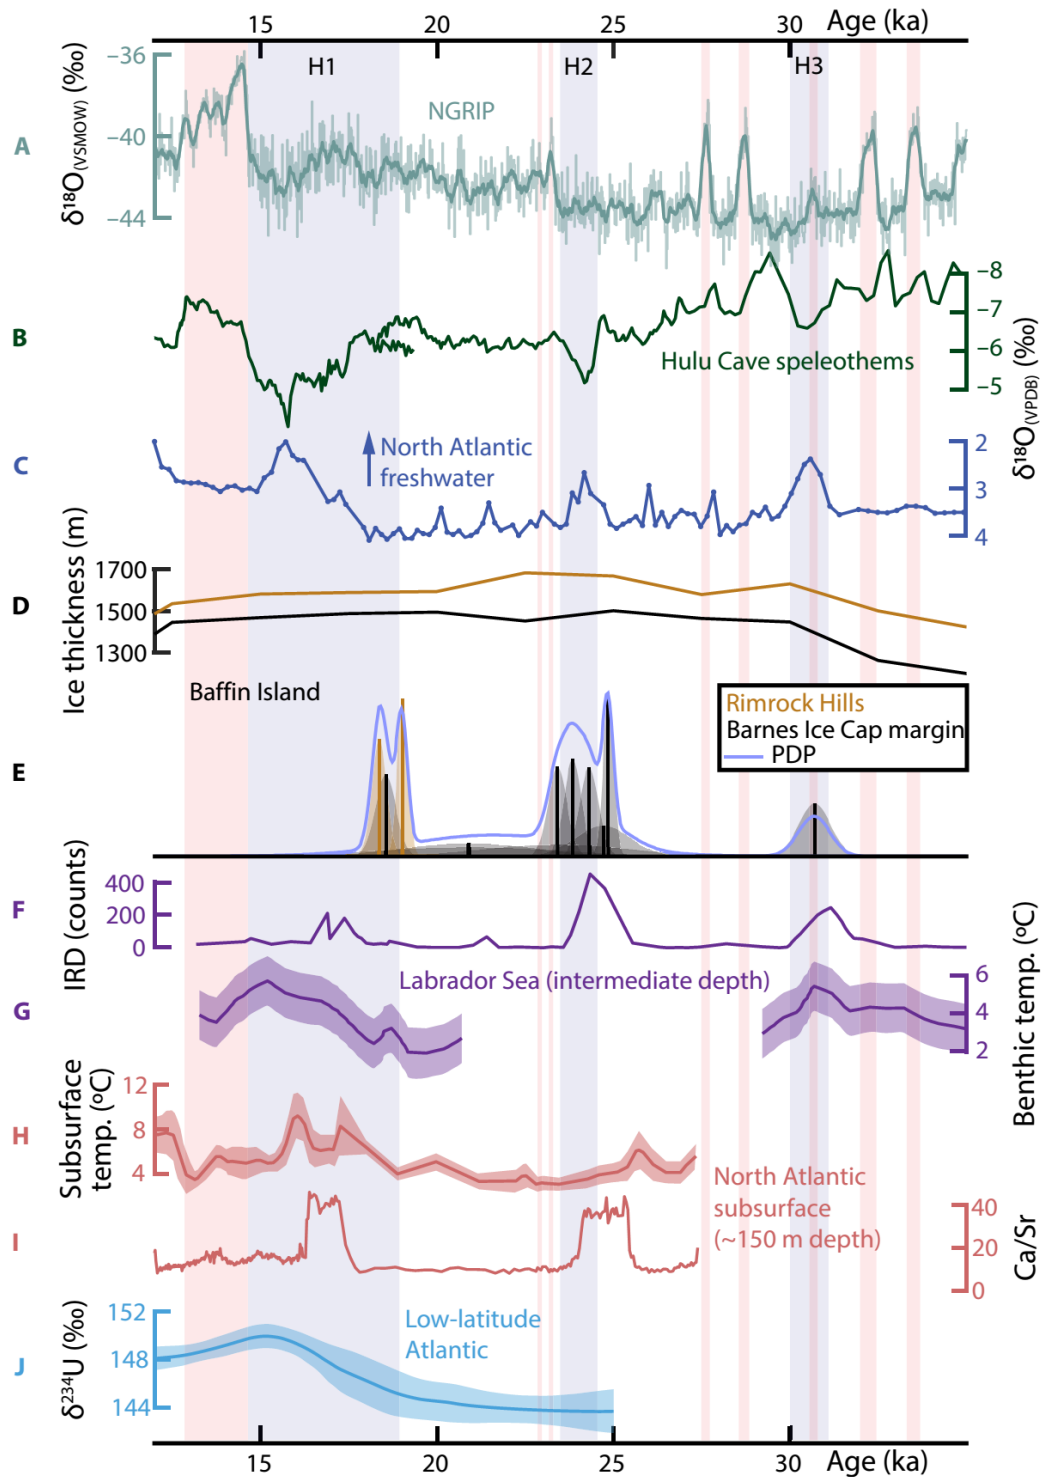 15 20 25 30 Age (ka)
H1 H2 H3
A
δ¹⁸O(VSMOW) (‰)
−36
−40
−44
NGRIP
B
Hulu Cave speleothems
−8
−7
−6
−5
δ¹⁸O(VPDB) (‰)
C
North Atlantic
freshwater
2
3
4
D
Ice thickness (m)
1700
1500
1300
E
Baffin Island
Rimrock Hills
Barnes Ice Cap margin
PDP
F
IRD (counts)
400
200
0
G
Labrador Sea (intermediate depth)
6
4
2
Benthic temp. (ºC)
H
Subsurface
temp. (ºC)
12
8
4
North Atlantic
subsurface
(~150 m depth)
I
40
20
0
Ca/Sr
J
δ²³⁴U (‰)
152
148
144
Low-latitude
Atlantic
15 20 25 30 Age (ka)